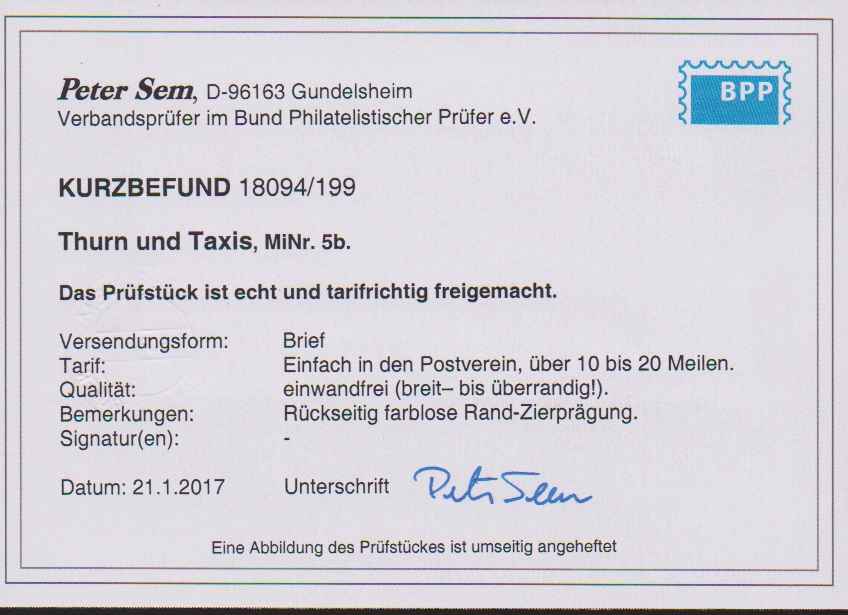 Peter Sem, D-96163 Gundelsheim
Verbandsprüfer im Bund Philatelistischer Prüfer e.V.
BPP
KURZBEFUND 18094/199
Thurn und Taxis, MiNr. 5b.
Das Prüfstück ist echt und tarifrichtig freigemacht.
Versendungsform: Brief
Tarif: Einfach in den Postverein, über 10 bis 20 Meilen.
Qualität: einwandfrei (breit– bis überrandig!).
Bemerkungen: Rückseitig farblose Rand-Zierprägung.
Signatur(en): -
Datum: 21.1.2017 Unterschrift Peter Sem
Eine Abbildung des Prüfstückes ist umseitig angeheftet